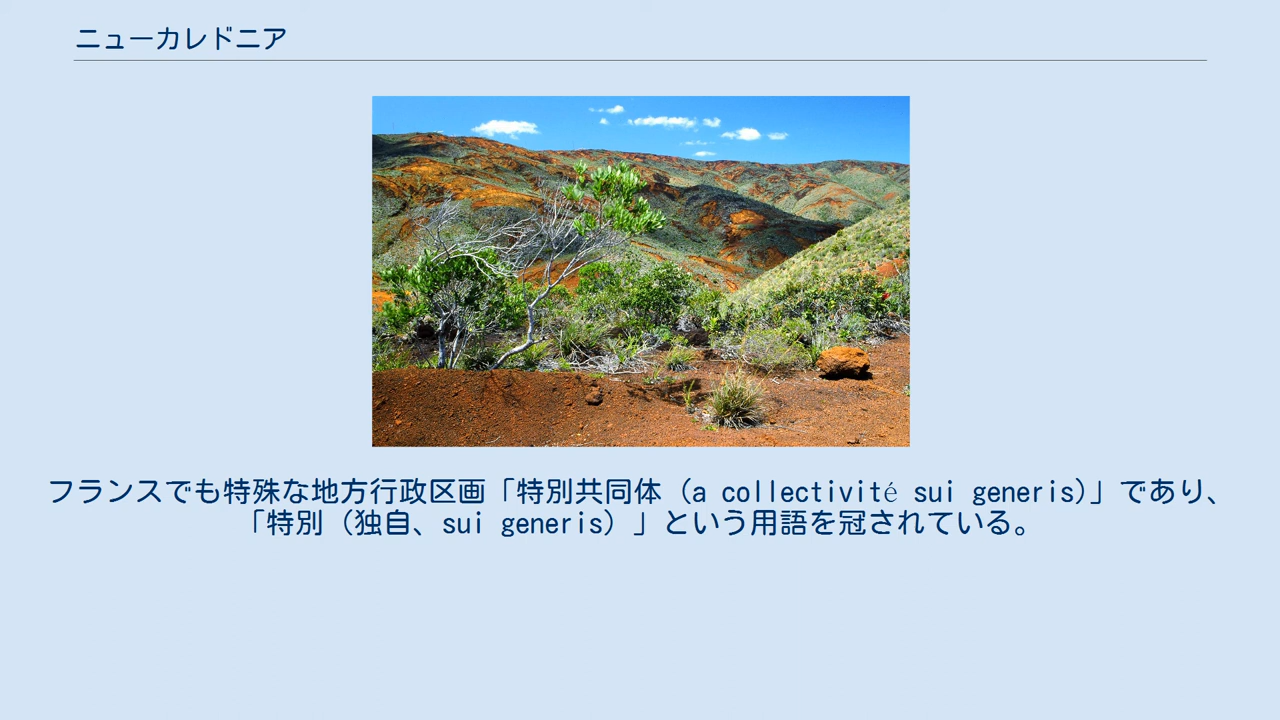 ニューカレドニア
フランスでも特殊な地方行政区画「特別共同体（a collectivité sui generis)」であり、
「特別（独自、sui generis）」という用語を冠されている。